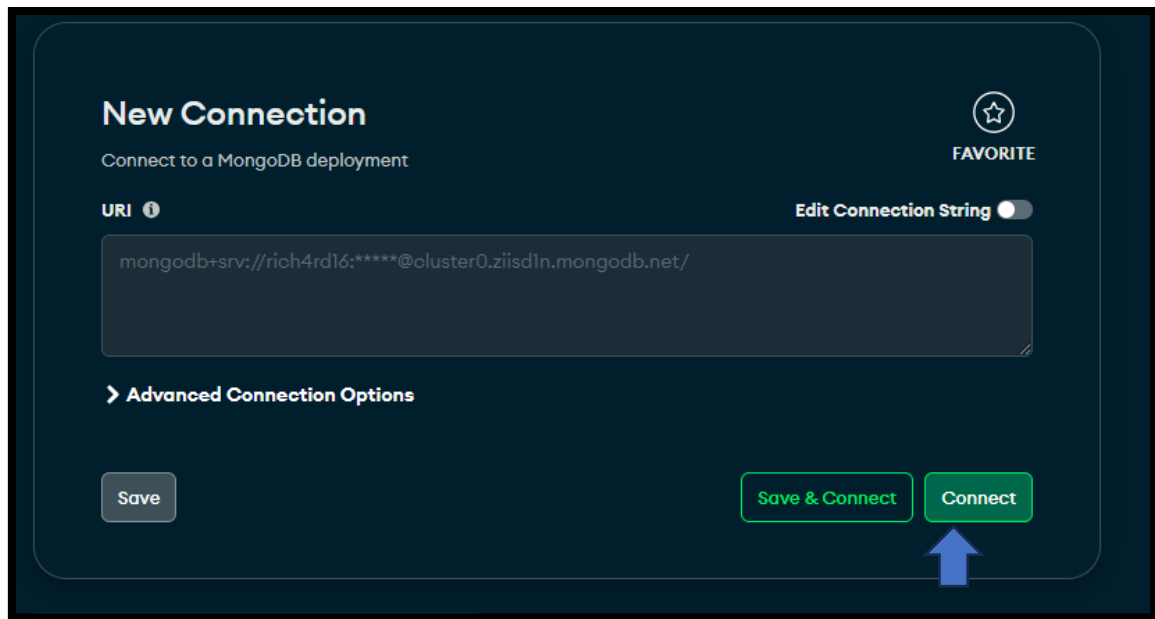 New Connection
FAVORITE
Connect to a MongoDB deployment
URI
Edit Connection String
mongodb+srv://rich4rd16:*****@cluster0.ziisd1n.mongodb.net/
Advanced Connection Options
Save
Save & Connect
Connect